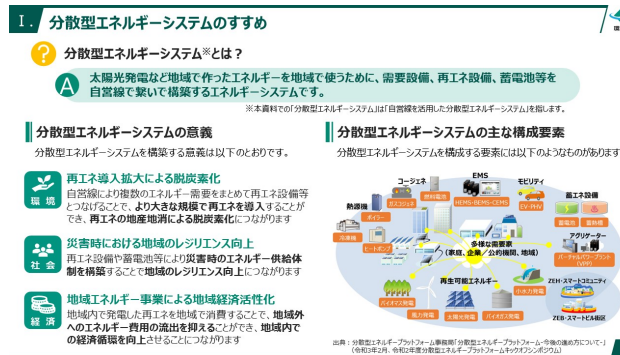 Ⅰ. 分散型エネルギーシステムのすすめ
? 分散型エネルギーシステム※とは？
A 太陽光発電など地域で作ったエネルギーを地域で使うために、需要設備、再エネ設備、蓄電池等を
自営線で繋いで構築するエネルギーシステムです。
※本資料での「分散型エネルギーシステム」は「自営線を活用した分散型エネルギーシステム」を指します。
分散型エネルギーシステムの意義
分散型エネルギーシステムを構築する意義は以下のとおりです。
環境
再エネ導入拡大による脱炭素化
自営線により複数のエネルギー需要をまとめて再エネ設備等
とつなげることで、より大きな規模で再エネを導入することが
でき、再エネの地産地消による脱炭素化につながります
社会
災害時における地域のレジリエンス向上
再エネ設備や蓄電池等により災害時のエネルギー供給体
制を構築することで地域のレジリエンス向上につながります
経済
地域エネルギー事業による地域経済活性化
地域内で発電した再エネを地域で消費することで、地域外
へのエネルギー費用の流出を抑えることができ、地域内で
の経済循環を向上させることにつながります
分散型エネルギーシステムの主な構成要素
分散型エネルギーシステムを構成する要素には以下のようなものがあります
コージェネ
ガスコジェネ
燃料電池
EMS
HEMS・BEMS・CEMS
モビリティ
EV・PHV
蓄エネ設備
蓄電池
蓄熱槽
熱源機
ボイラー
冷凍機
ヒートポンプ
アグリゲーター
バーチャルパワープラント
(VPP)
多様な需要素
(家庭、企業／公的機関、地域)
再生可能エネルギー
バイオマス発電
風力発電
太陽光発電
バイオガス発電
小水力発電
ZEH・スマートコミュニティ
ZEB・スマートビル街区
出典：分散型エネルギープラットフォーム事務局「分散型エネルギープラットフォーム・今後の進め方について-」
(令和3年2月、令和2年度分散型エネルギープラットフォームキックオフシンポジウム)